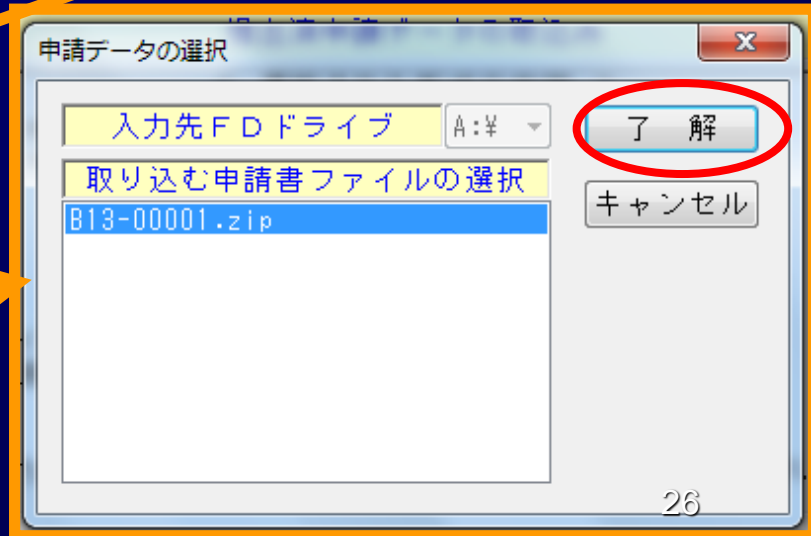 申請データの選択
入力先ＦＤドライブ
A:¥
了　解
取り込む申請書ファイルの選択
キャンセル
B13-00001.zip
26